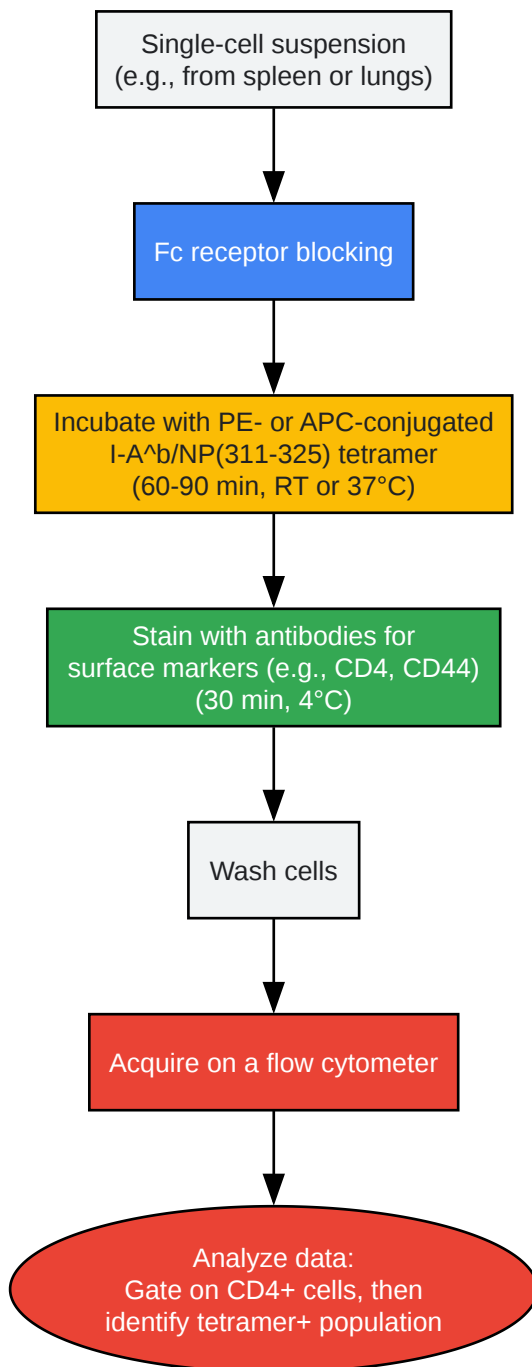 Single-cell suspension
(e.g., from spleen or lungs)
Fc receptor blocking
Incubate with PE- or APC-conjugated
I-A^b/NP(311-325) tetramer
(60-90 min, RT or 37°C)
Stain with antibodies for
surface markers (e.g., CD4, CD44)
(30 min, 4°C)
Wash cells
Acquire on a flow cytometer
Analyze data:
Gate on CD4+ cells, then
identify tetramer+ population